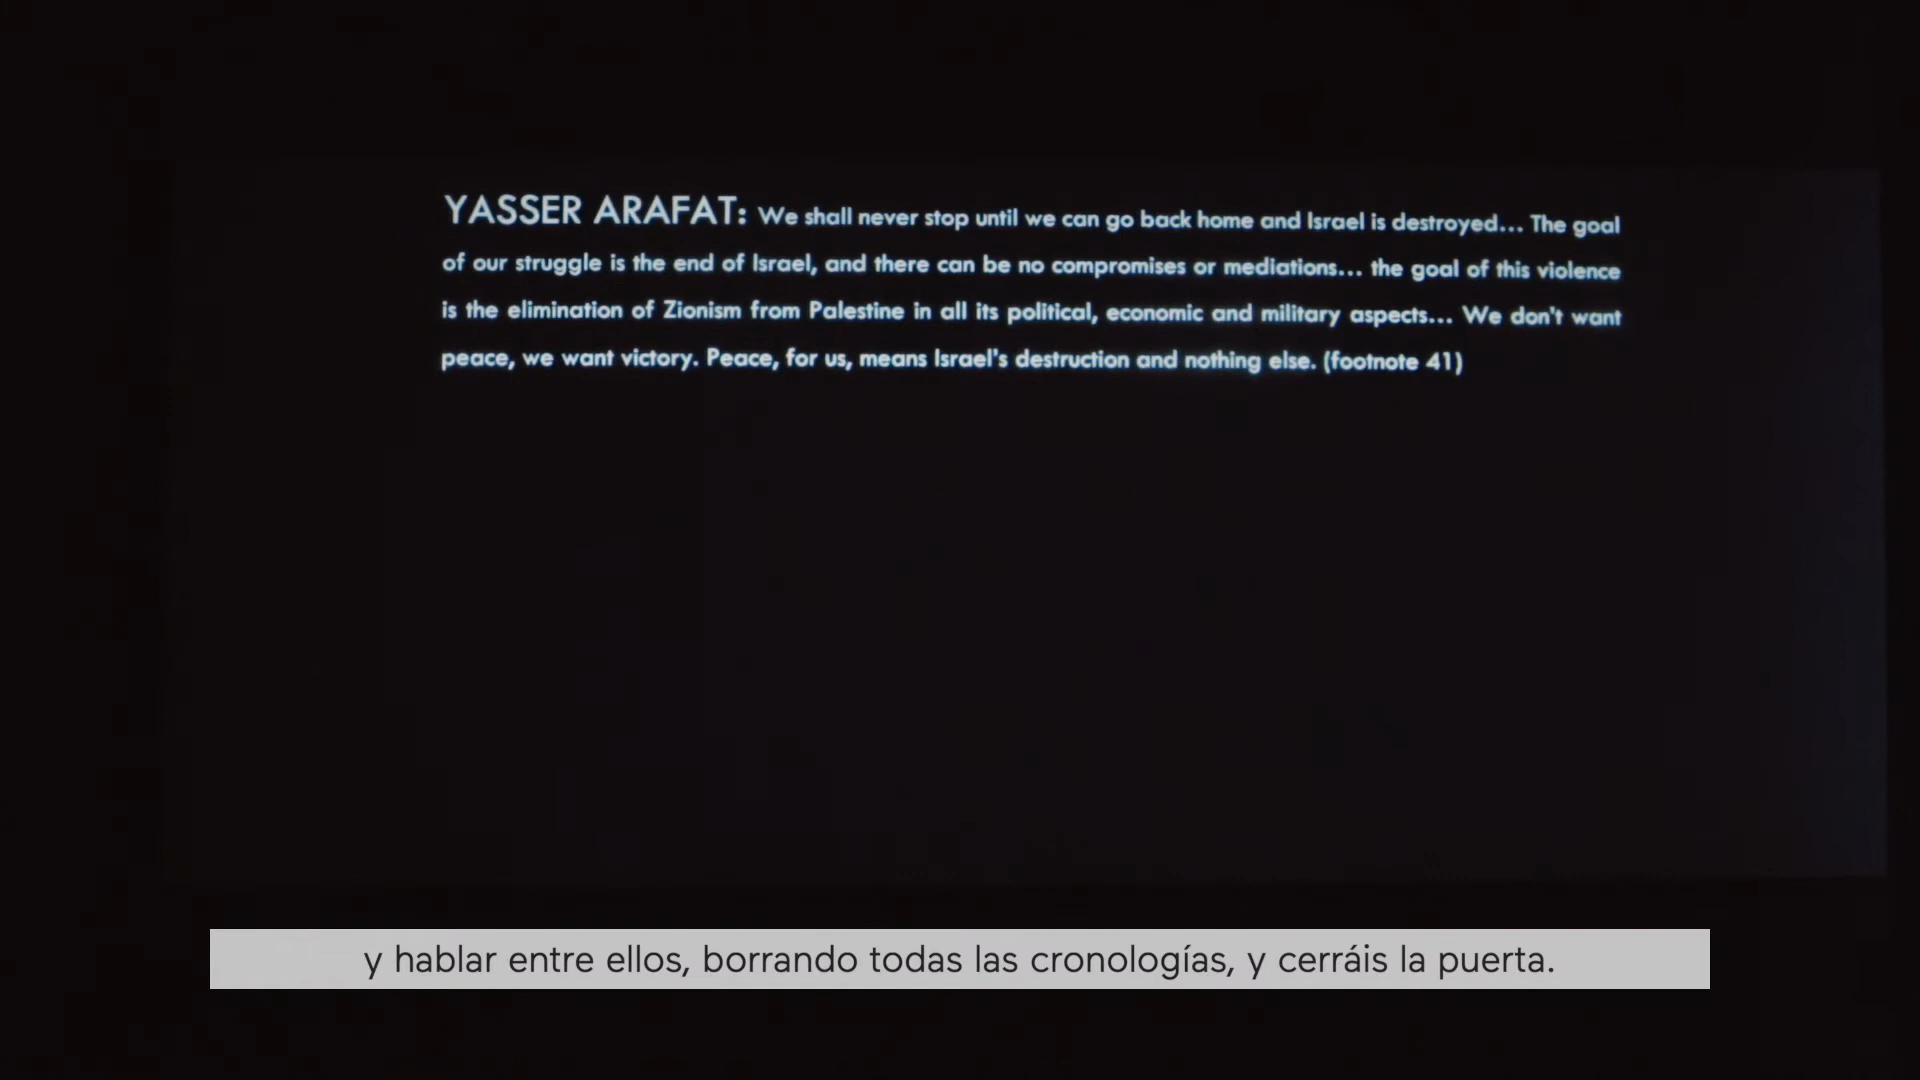 YASSER ARAFAT: We shall never stop until we can go back home and Israel is destroyed... The goal
of our struggle is the end of Israel, and there can be no compromises or mediations... the goal of this violence
is the elimination of Zionism from Palestine in all its political, economic and military aspects... We don't want
peace, we want victory. Peace, for us, means Israel's destruction and nothing else. (footnote 41)
y hablar entre ellos, borrando todas las cronologías, y cerráis la puerta.